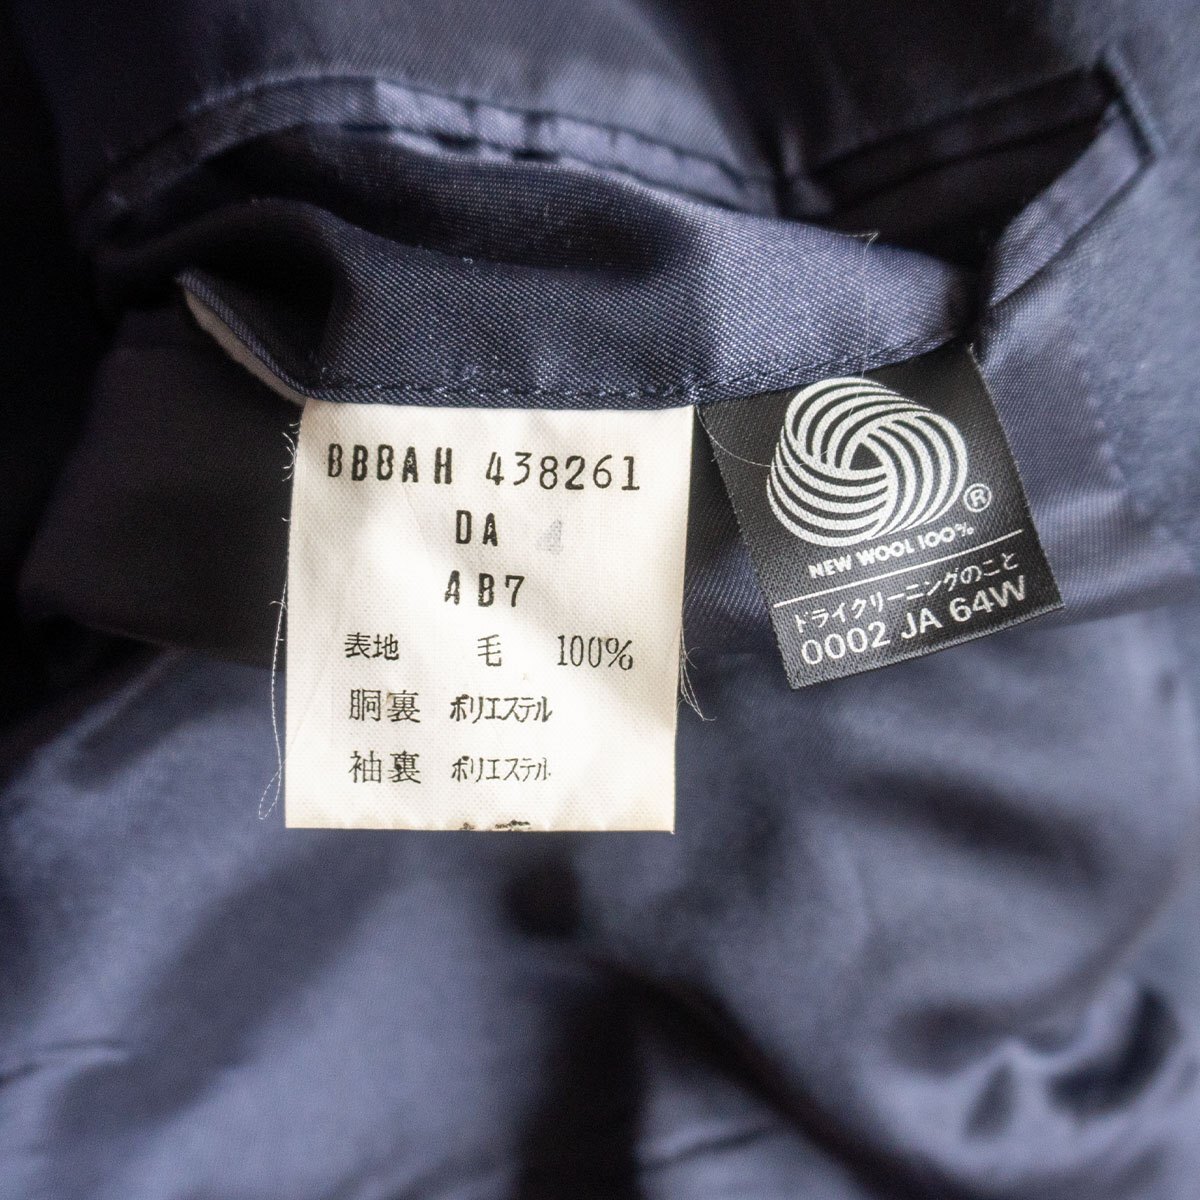 BBBAH 438261
DA 4
AB7
表地 毛 100%
胴裏 ポリエステル
袖裏 ポリエステル
®
NEW WOOL 100%
ドライクリーニングのこと
0002 JA 64W